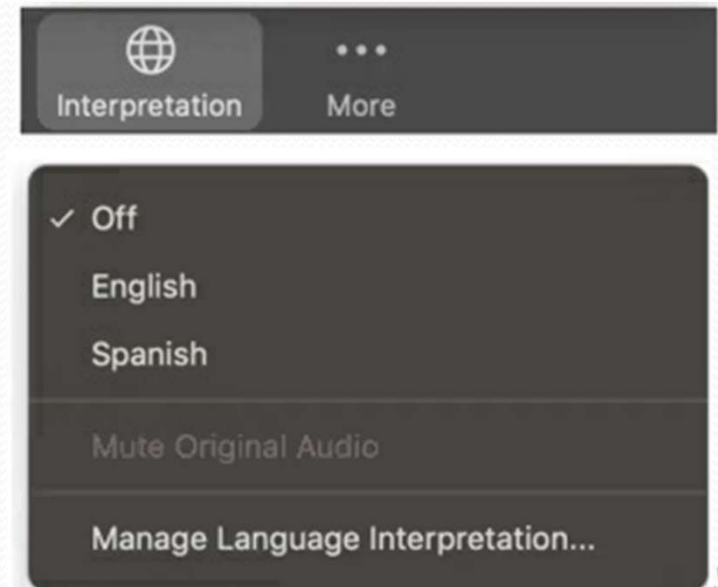 Interpretation
More
✓ Off
English
Spanish
Mute Original Audio
Manage Language Interpretation...